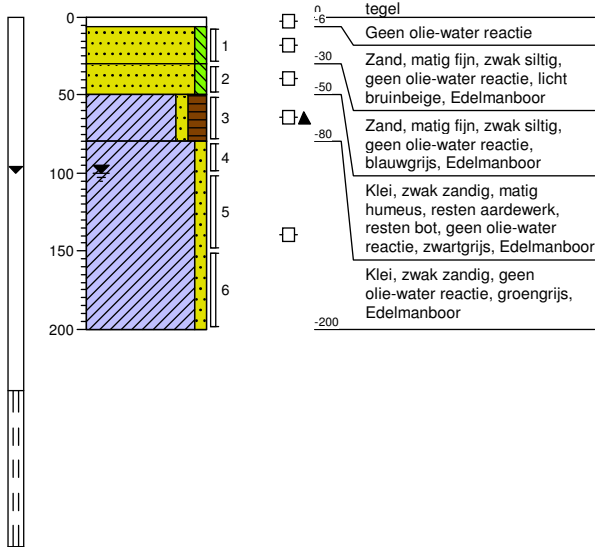 0
50
100
150
200
1
2
3
4
5
6
0
tegel
-6
Geen olie-water reactie
-30
Zand, matig fijn, zwak siltig,
geen olie-water reactie, licht
bruinbeige, Edelmanboor
-50
Zand, matig fijn, zwak siltig,
geen olie-water reactie,
blauwgrijs, Edelmanboor
-80
Klei, zwak zandig, matig
humeus, resten aardewerk,
resten bot, geen olie-water
reactie, zwartgrijs, Edelmanboor
Klei, zwak zandig, geen
olie-water reactie, groengrijs,
Edelmanboor
-200